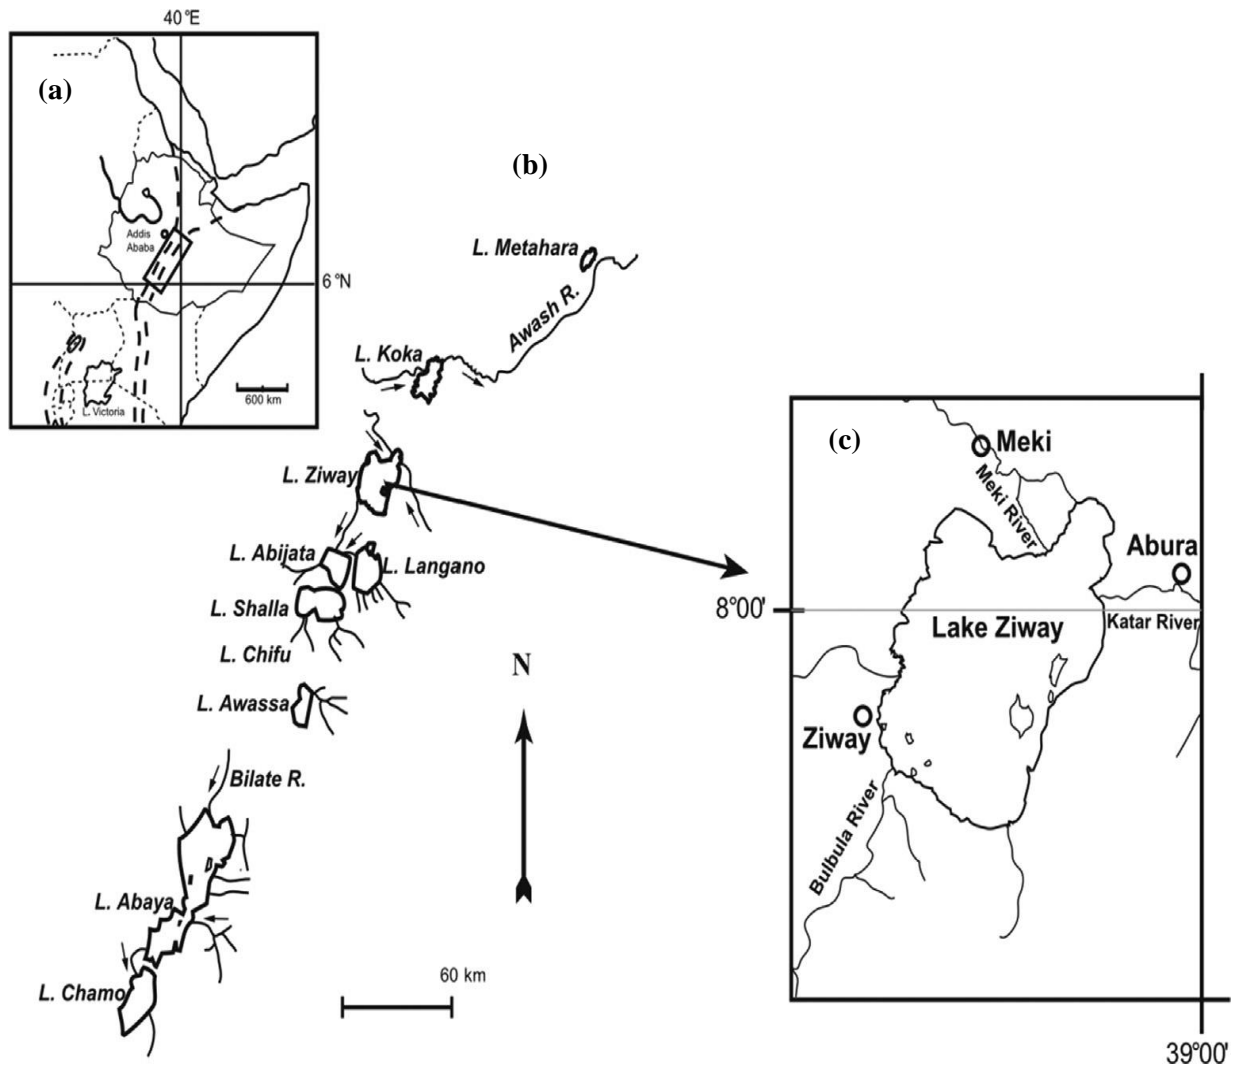 40 °E
(a)
Addis
Ababa
6 °N
L. Victoria
600 km
(b)
L. Metahara
Awash R.
L. Koka
L. Ziway
L. Abijata
L. Langano
L. Shalla
L. Chifu
L. Awassa
N
Bilate R.
L. Abaya
L. Chamo
60 km
(c)
Meki
Meki River
Abura
8°00'
Lake Ziway
Katar River
Ziway
Bulbula River
39°00'